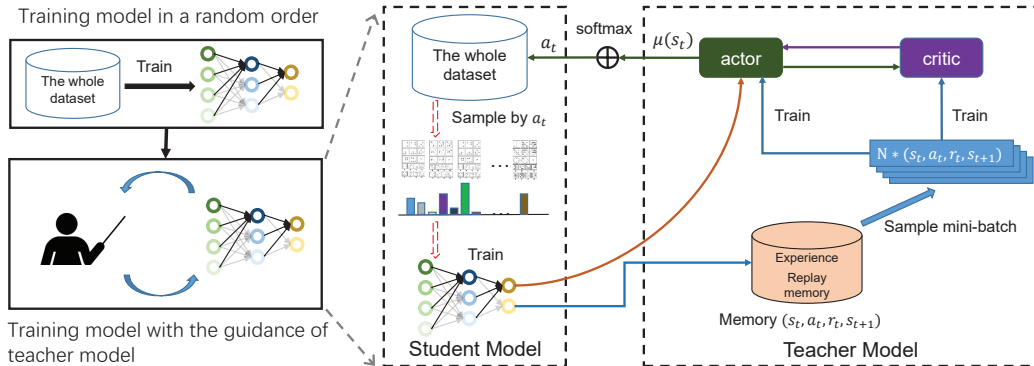 Training model in a random order
The whole
dataset
Train
Training model with the guidance of
teacher model
The whole
dataset
a_t
softmax
μ(s_t)
Sample by a_t
Train
Student Model
actor
critic
Train
Train
N * (s_t, a_t, r_t, s_{t+1})
Sample mini-batch
Experience
Replay
memory
Memory (s_t, a_t, r_t, s_{t+1})
Teacher Model